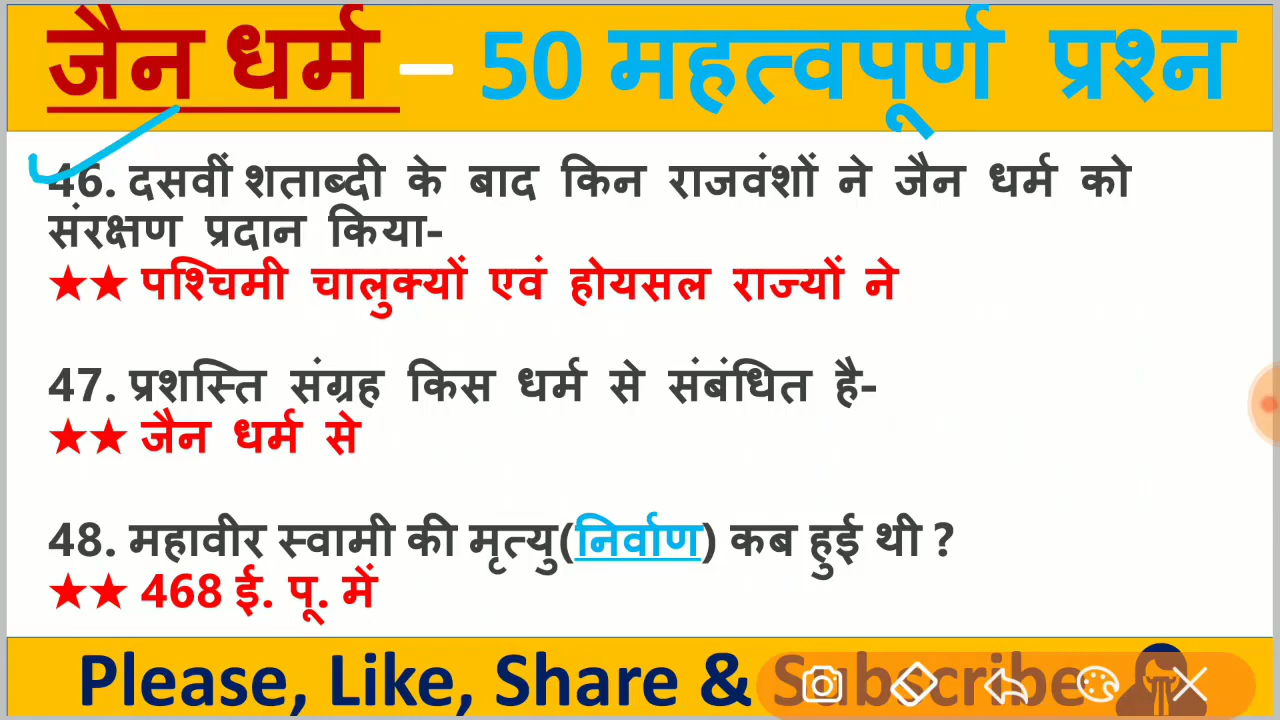 जैन धर्म – 50 महत्वपूर्ण प्रश्न
46. दसवीं शताब्दी के बाद किन राजवंशों ने जैन धर्म को
संरक्षण प्रदान किया-
★★ पश्चिमी चालुक्यों एवं होयसल राज्यों ने
47. प्रशस्ति संग्रह किस धर्म से संबंधित है-
★★ जैन धर्म से
48. महावीर स्वामी की मृत्यु(निर्वाण) कब हुई थी ?
★★ 468 ई. पू. में
Please, Like, Share & Subscribe